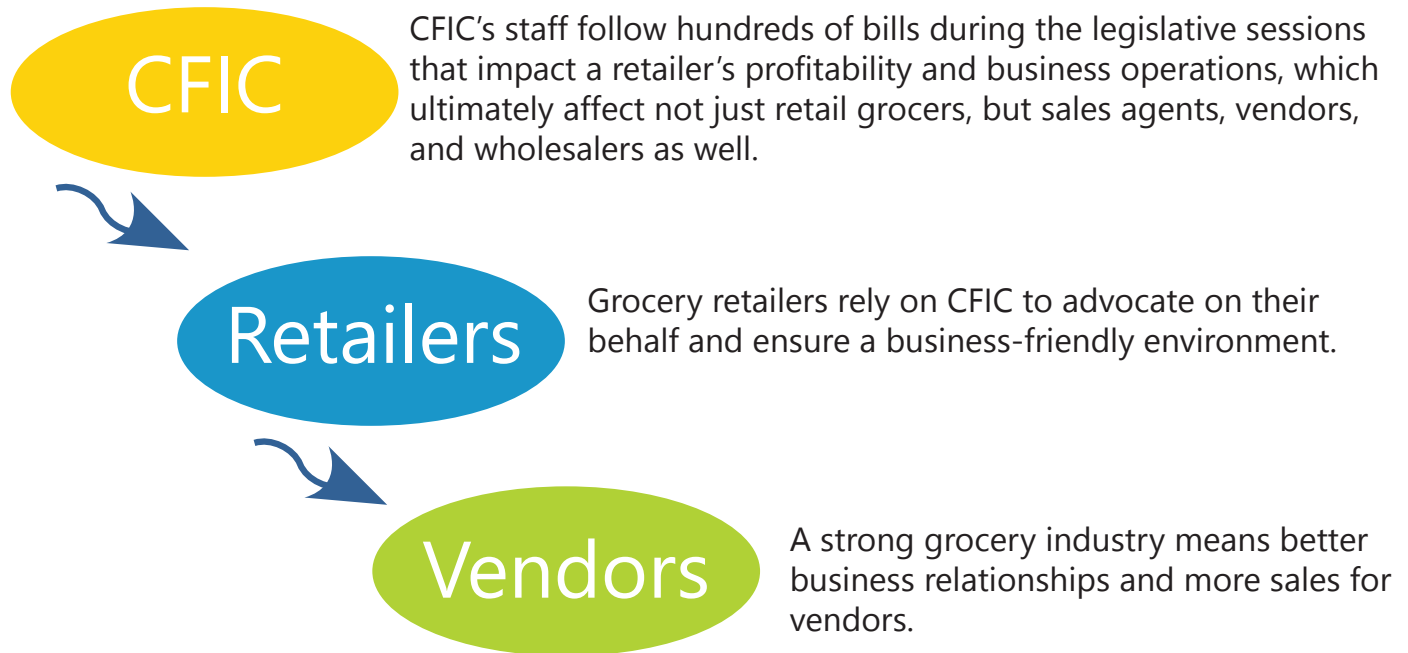 CFIC
CFIC’s staff follow hundreds of bills during the legislative sessions
that impact a retailer’s profitability and business operations, which
ultimately affect not just retail grocers, but sales agents, vendors,
and wholesalers as well.
Retailers
Grocery retailers rely on CFIC to advocate on their
behalf and ensure a business-friendly environment.
Vendors
A strong grocery industry means better
business relationships and more sales for
vendors.